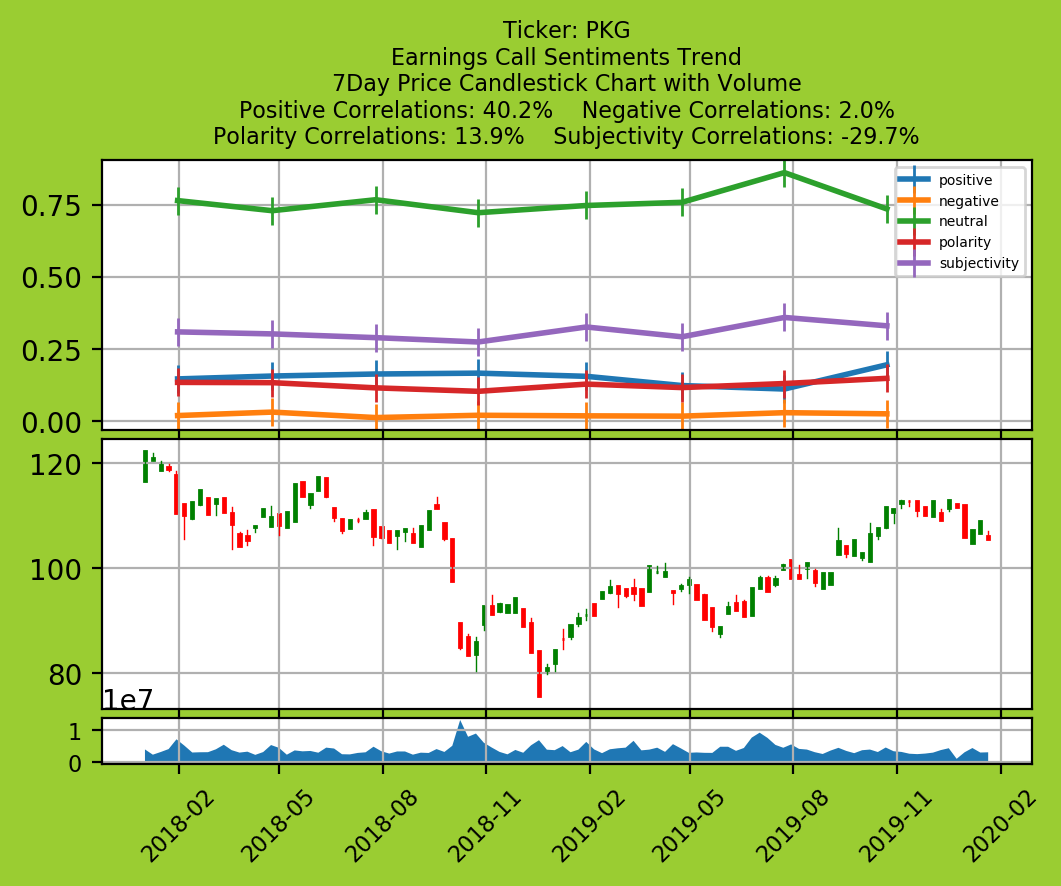 Ticker: PKG
Earnings Call Sentiments Trend
7Day Price Candlestick Chart with Volume
Positive Correlations: 40.2%    Negative Correlations: 2.0%
Polarity Correlations: 13.9%    Subjectivity Correlations: -29.7%
0.75
0.50
0.25
0.00
positive
negative
neutral
polarity
subjectivity
120
100
80
1e7
1
0
2018-02
2018-05
2018-08
2018-11
2019-02
2019-05
2019-08
2019-11
2020-02